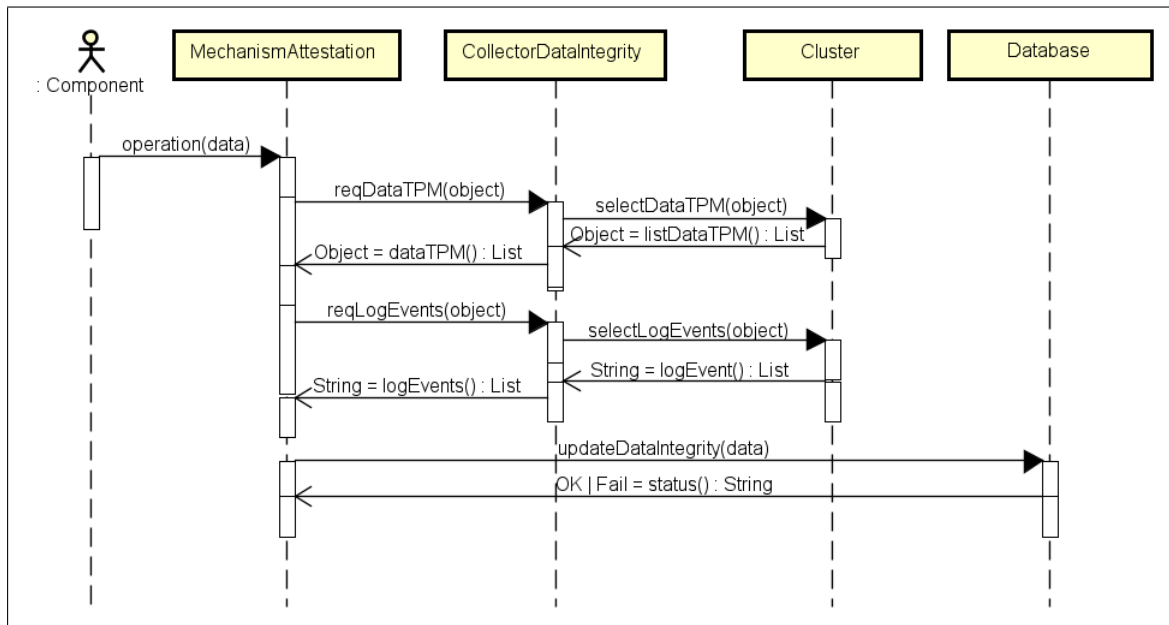 MechanismAttestation
CollectorDataIntegrity
Cluster
Database
: Component
operation(data)
reqDataTPM(object)
selectDataTPM(object)
Object = listDataTPM() : List
Object = dataTPM() : List
reqLogEvents(object)
selectLogEvents(object)
String = logEvent() : List
String = logEvents() : List
updateDataIntegrity(data)
OK | Fail = status() : String